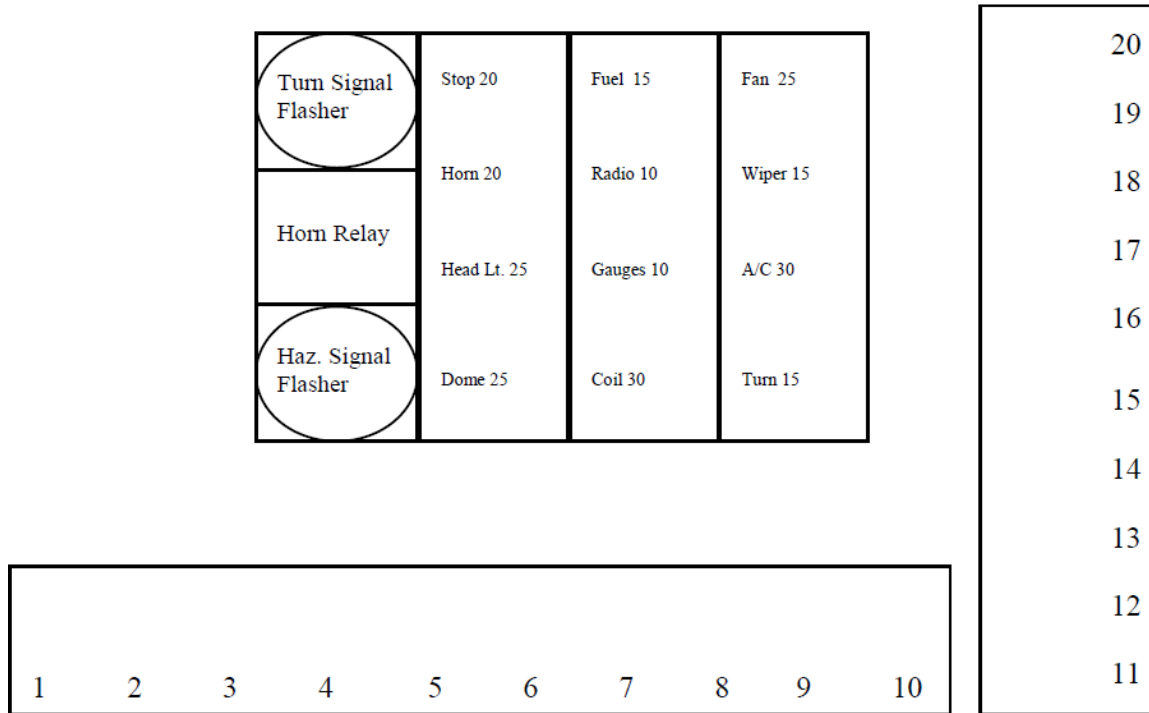 Turn Signal
Flasher
Horn Relay
Haz. Signal
Flasher
Stop 20
Horn 20
Head Lt. 25
Dome 25
Fuel 15
Radio 10
Gauges 10
Coil 30
Fan 25
Wiper 15
A/C 30
Turn 15
20
19
18
17
16
15
14
13
12
11
1 2 3 4 5 6 7 8 9 10